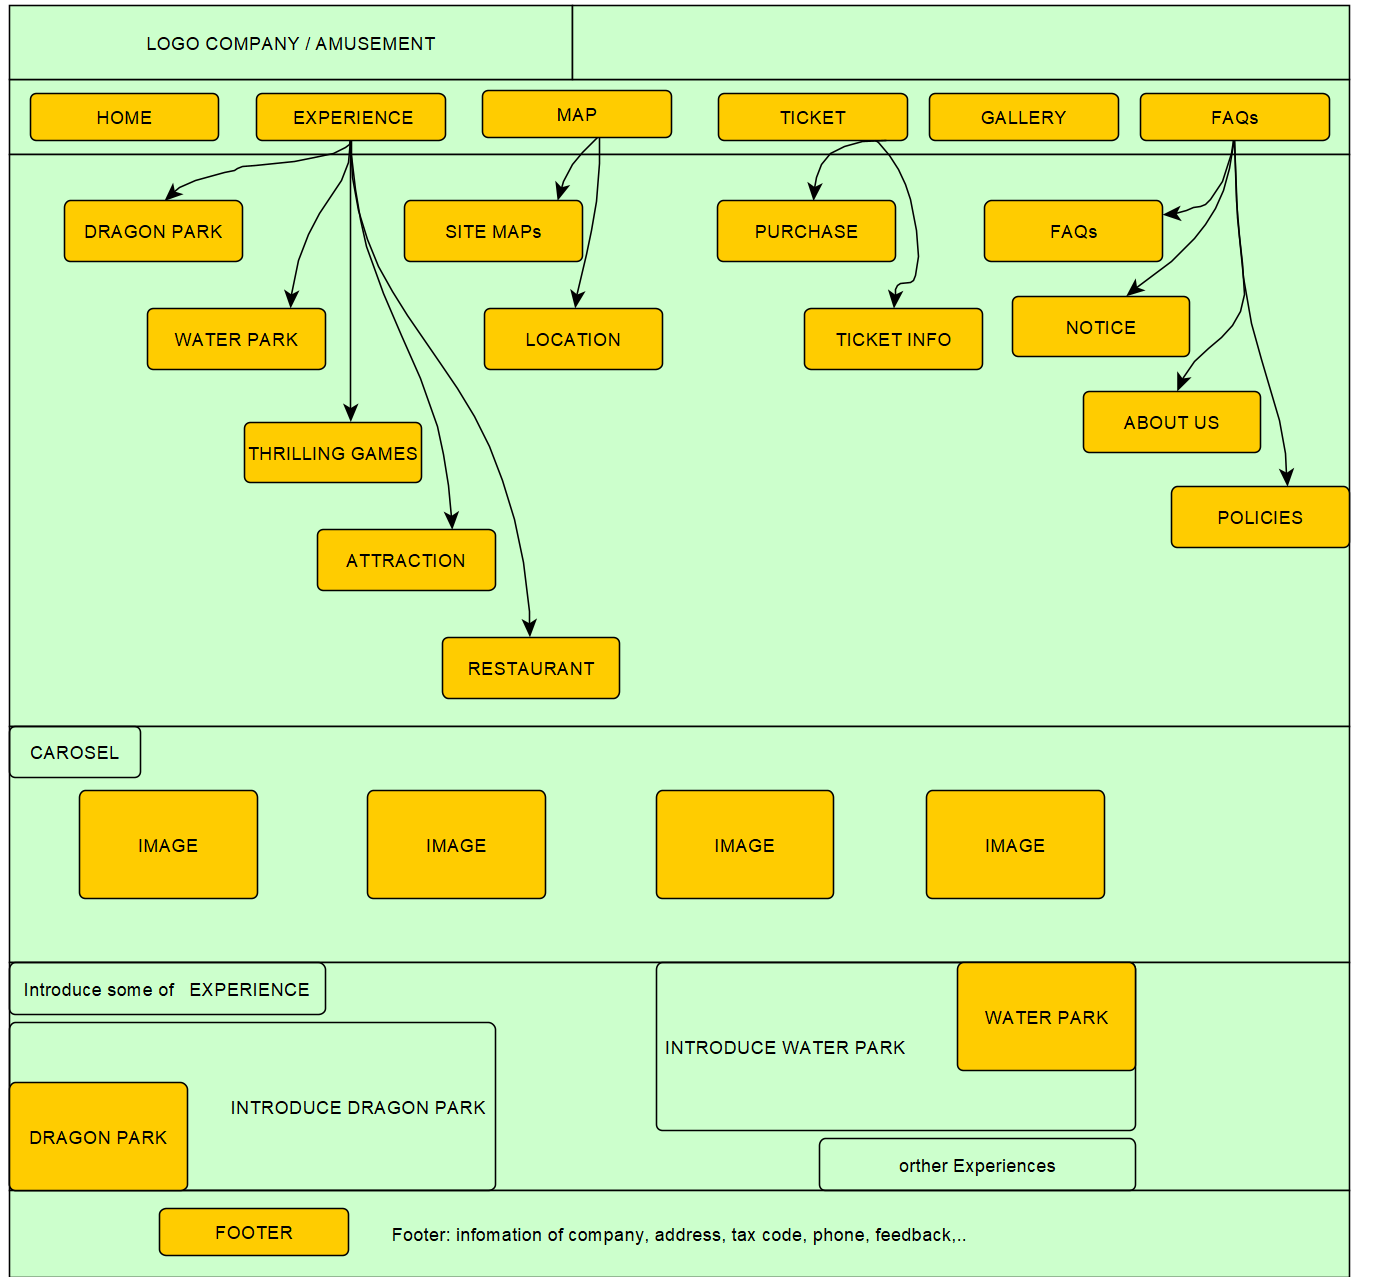 LOGO COMPANY / AMUSEMENT
HOME
EXPERIENCE
MAP
TICKET
GALLERY
FAQs
DRAGON PARK
SITE MAPs
PURCHASE
FAQs
WATER PARK
LOCATION
TICKET INFO
NOTICE
THRILLING GAMES
ABOUT US
ATTRACTION
POLICIES
RESTAURANT
CAROSEL
IMAGE
IMAGE
IMAGE
IMAGE
Introduce some of EXPERIENCE
INTRODUCE WATER PARK
WATER PARK
DRAGON PARK
INTRODUCE DRAGON PARK
orther Experiences
FOOTER
Footer: infomation of company, address, tax code, phone, feedback,..